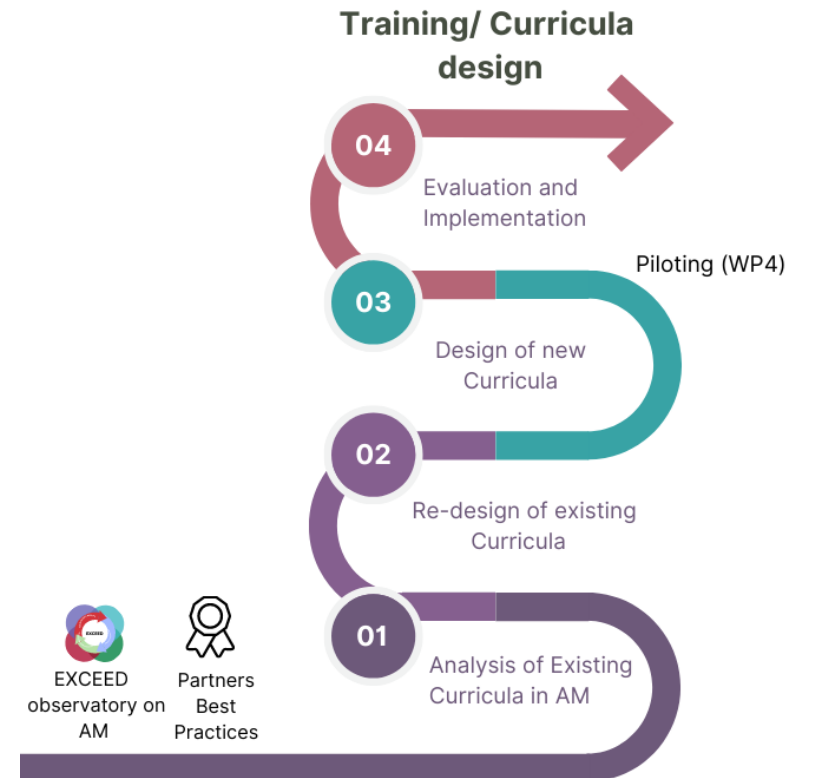 Training/ Curricula
design
04
Evaluation and
Implementation
Piloting (WP4)
03
Design of new
Curricula
02
Re-design of existing
Curricula
01
Analysis of Existing
Curricula in AM
EXCEED
EXCEED
observatory on
AM
Partners
Best
Practices